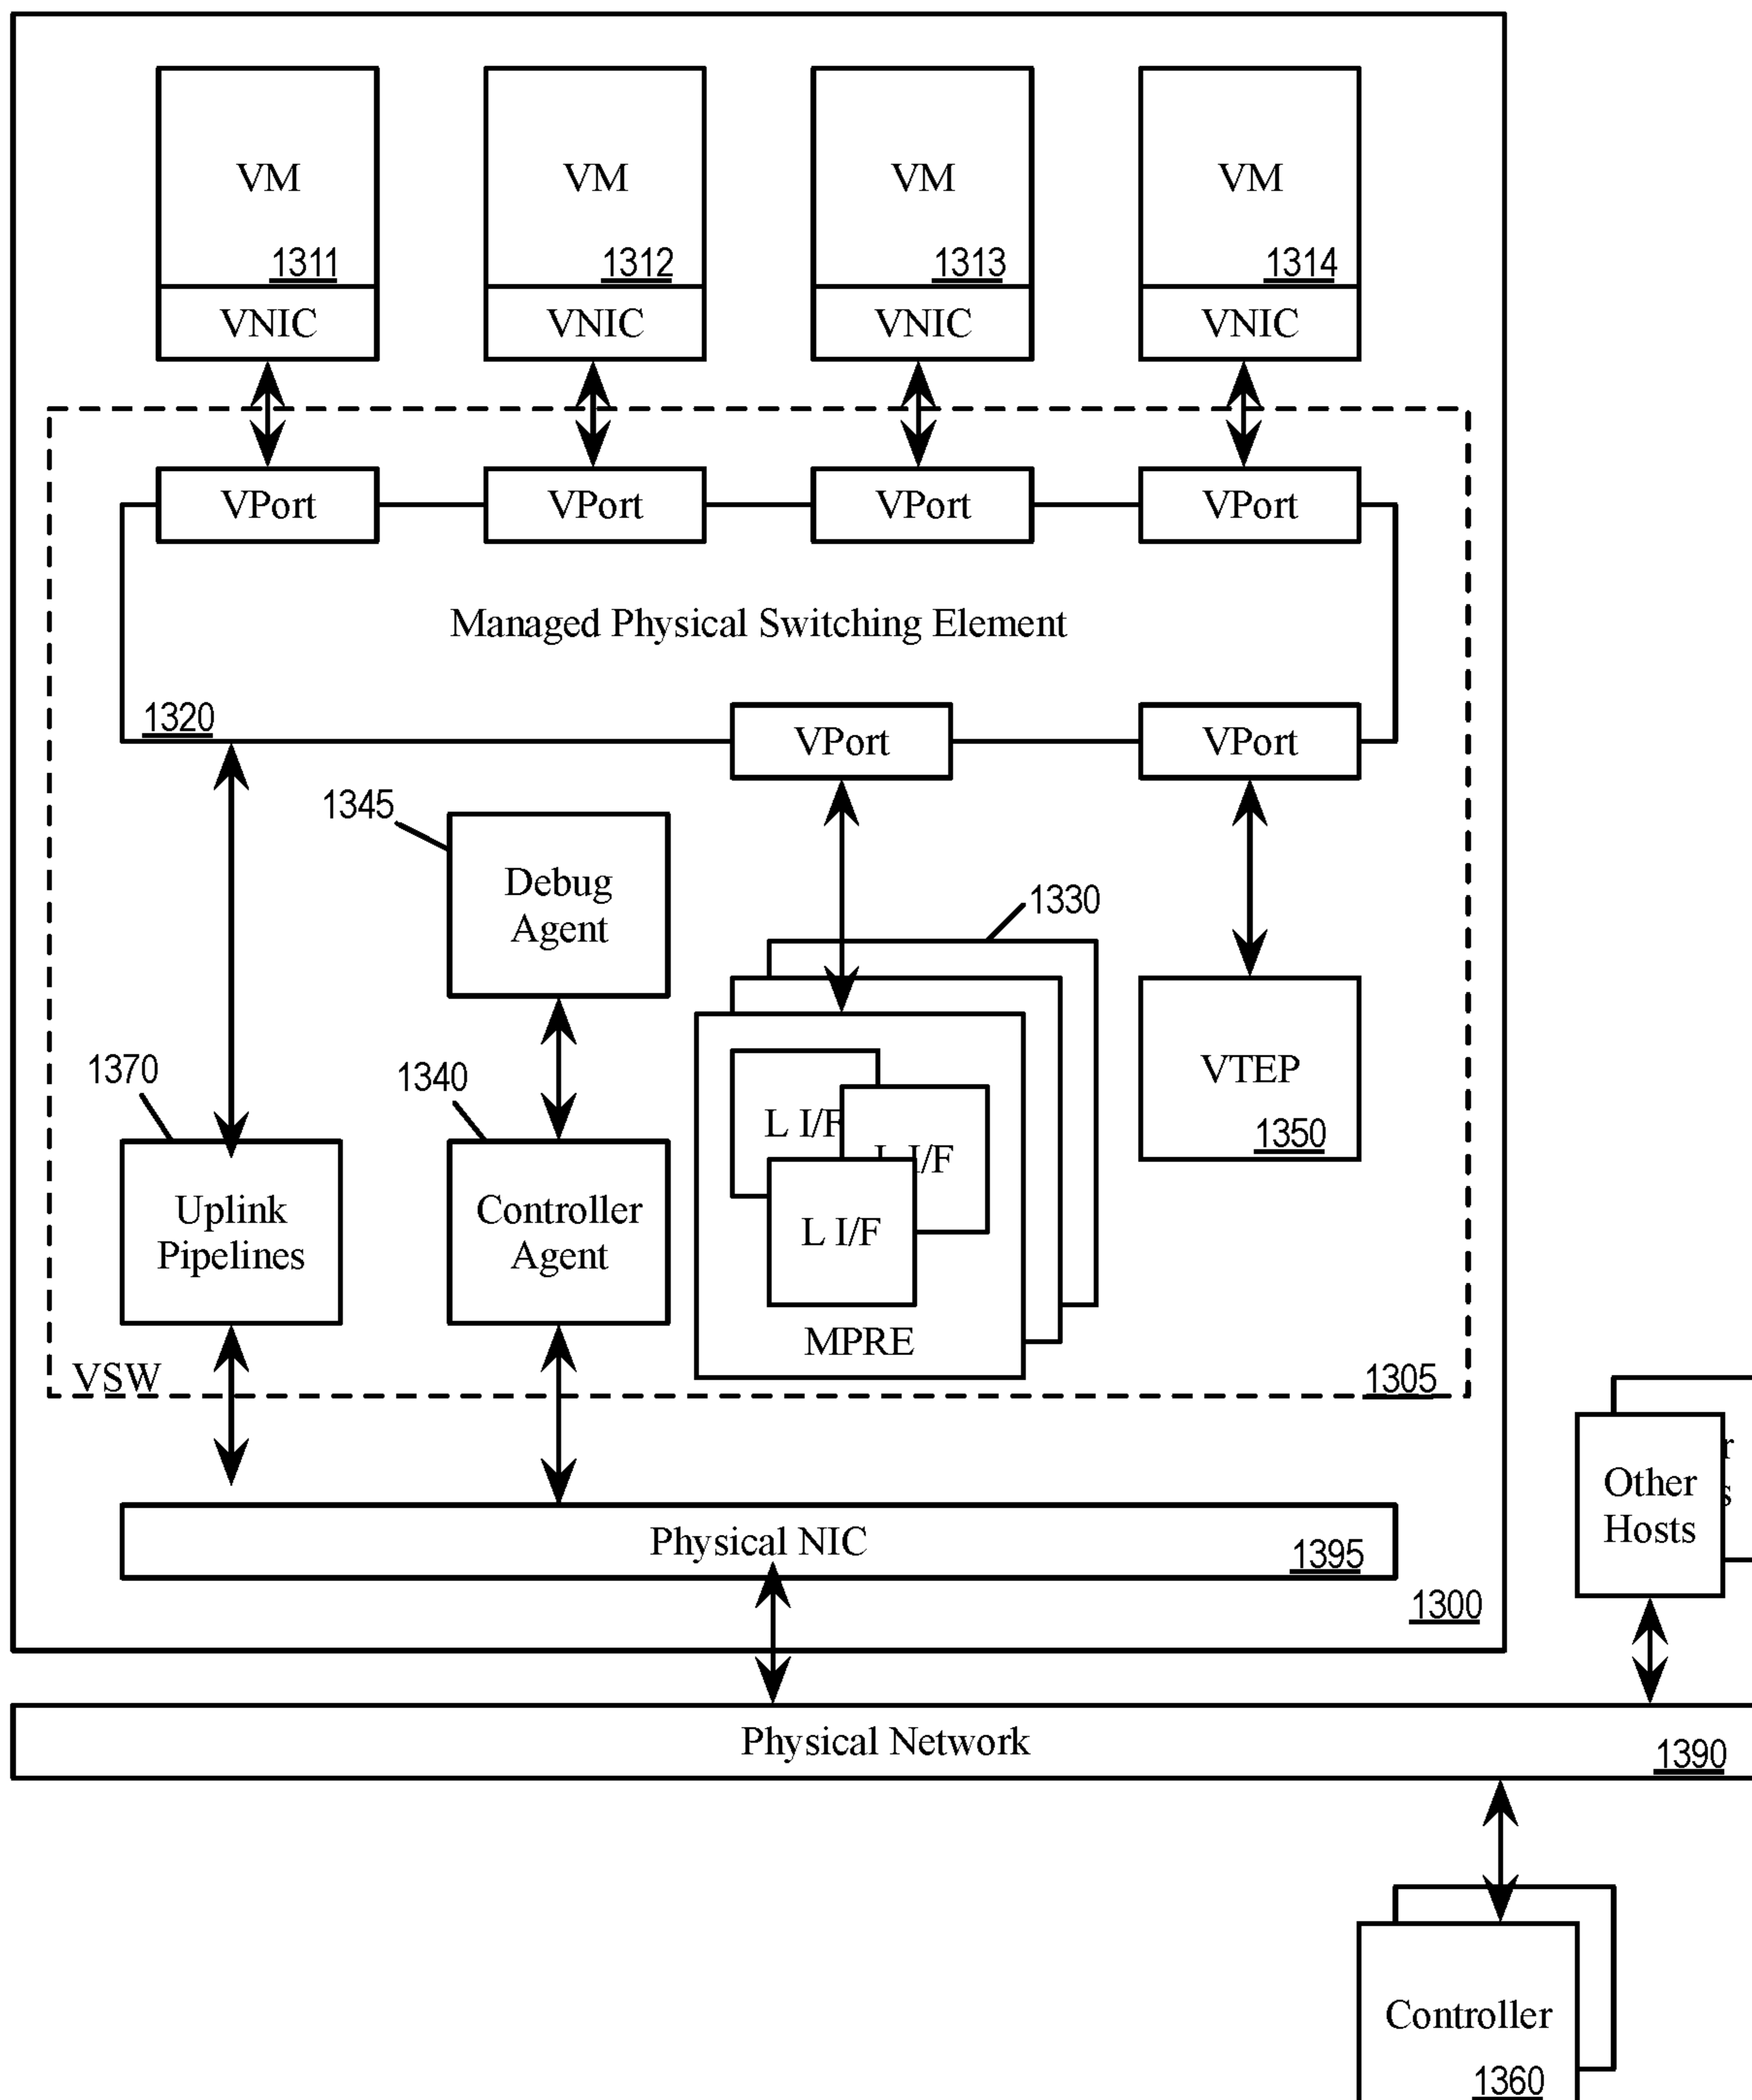 VM
1311
VNIC
VM
1312
VNIC
VM
1313
VNIC
VM
1314
VNIC
VPort
VPort
VPort
VPort
Managed Physical Switching Element
1320
VPort
VPort
1345
Debug
Agent
1330
1370
1340
L I/F
I/F
L I/F
MPRE
VTEP
1350
Uplink
Pipelines
Controller
Agent
VSW
1305
Other
Hosts
r
s
Physical NIC
1395
1300
Physical Network
1390
Controller
1360